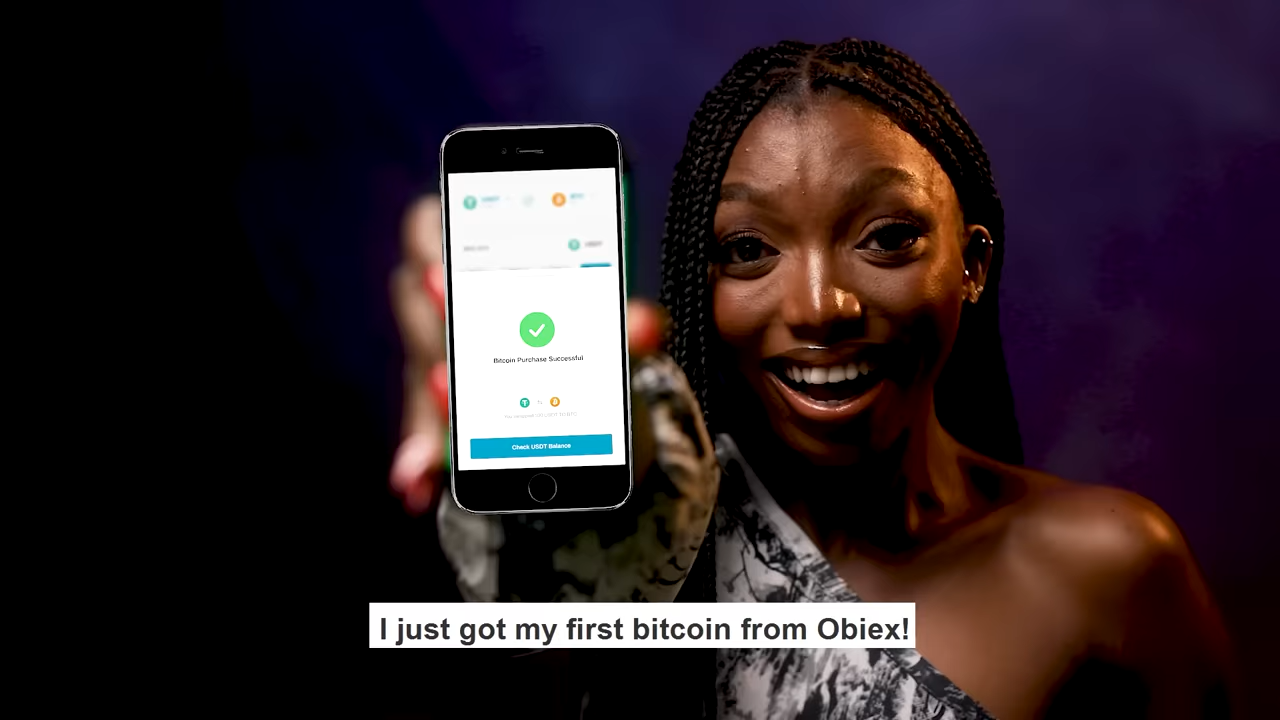 Bitcoin Purchase Successful
Check USDT Balance
I just got my first bitcoin from Obiex!